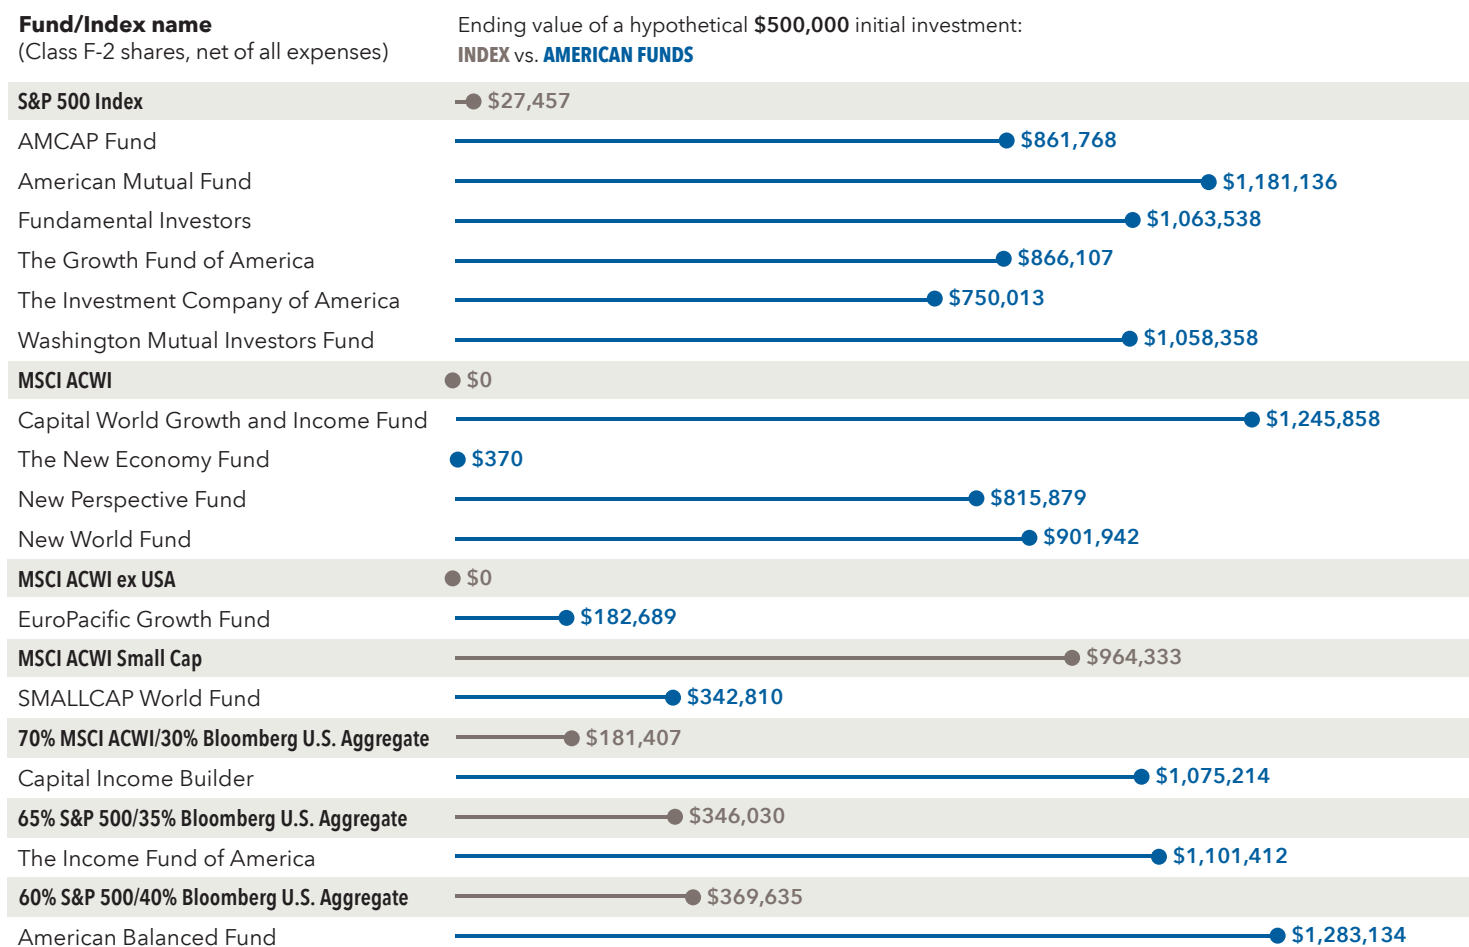 Fund/Index name
(Class F-2 shares, net of all expenses)
Ending value of a hypothetical $500,000 initial investment:
INDEX vs. AMERICAN FUNDS
S&P 500 Index $27,457
AMCAP Fund $861,768
American Mutual Fund $1,181,136
Fundamental Investors $1,063,538
The Growth Fund of America $866,107
The Investment Company of America $750,013
Washington Mutual Investors Fund $1,058,358
MSCI ACWI $0
Capital World Growth and Income Fund $1,245,858
The New Economy Fund $370
New Perspective Fund $815,879
New World Fund $901,942
MSCI ACWI ex USA $0
EuroPacific Growth Fund $182,689
MSCI ACWI Small Cap $964,333
SMALLCAP World Fund $342,810
70% MSCI ACWI/30% Bloomberg U.S. Aggregate $181,407
Capital Income Builder $1,075,214
65% S&P 500/35% Bloomberg U.S. Aggregate $346,030
The Income Fund of America $1,101,412
60% S&P 500/40% Bloomberg U.S. Aggregate $369,635
American Balanced Fund $1,283,134